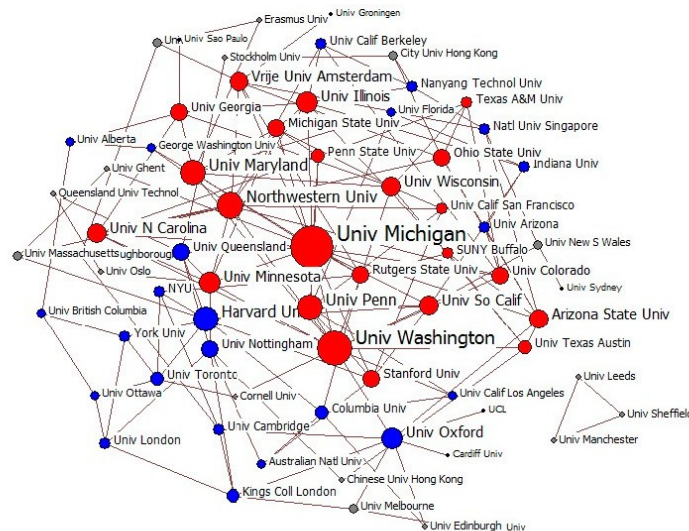 Univ Groningen
Erasmus Univ
Univ Sao Paulo
Univ Calif Berkeley
City Univ Hong Kong
Stockholm Univ
Vrije Univ Amsterdam
Nanyang Technol Univ
Univ Illinois
Texas A&M Univ
Univ Georgia
Univ Florida
Michigan State Univ
Natl Univ Singapore
Univ Alberta
George Washington Univ
Penn State Univ
Ohio State Univ
Indiana Univ
Univ Ghent
Univ Maryland
Univ Wisconsin
Queensland Univ Technol
Northwestern Univ
Univ Calif San Francisco
Univ Arizona
Univ N Carolina
Univ Michigan
Univ Massachusetts
ughborough
Univ Queensland
SUNY Buffalo
Univ New S Wales
Univ Oslo
Univ Minnesota
Rutgers State Univ
Univ Colorado
NYU
Univ Sydney
Univ British Columbia
Harvard Un
Univ Penn
Univ So Calif
Arizona State Univ
York Univ
Univ Nottingham
Univ Washington
Univ Texas Austin
Univ Toronto
Stanford Univ
Univ Leeds
Univ Ottawa
Cornell Univ
Univ Calif Los Angeles
Columbia Univ
UCL
Univ Sheffield
Univ London
Univ Cambridge
Univ Oxford
Univ Manchester
Cardiff Univ
Australian Natl Univ
Chinese Univ Hong Kong
Kings Coll London
Univ Melbourne
Univ Edinburgh
Univ